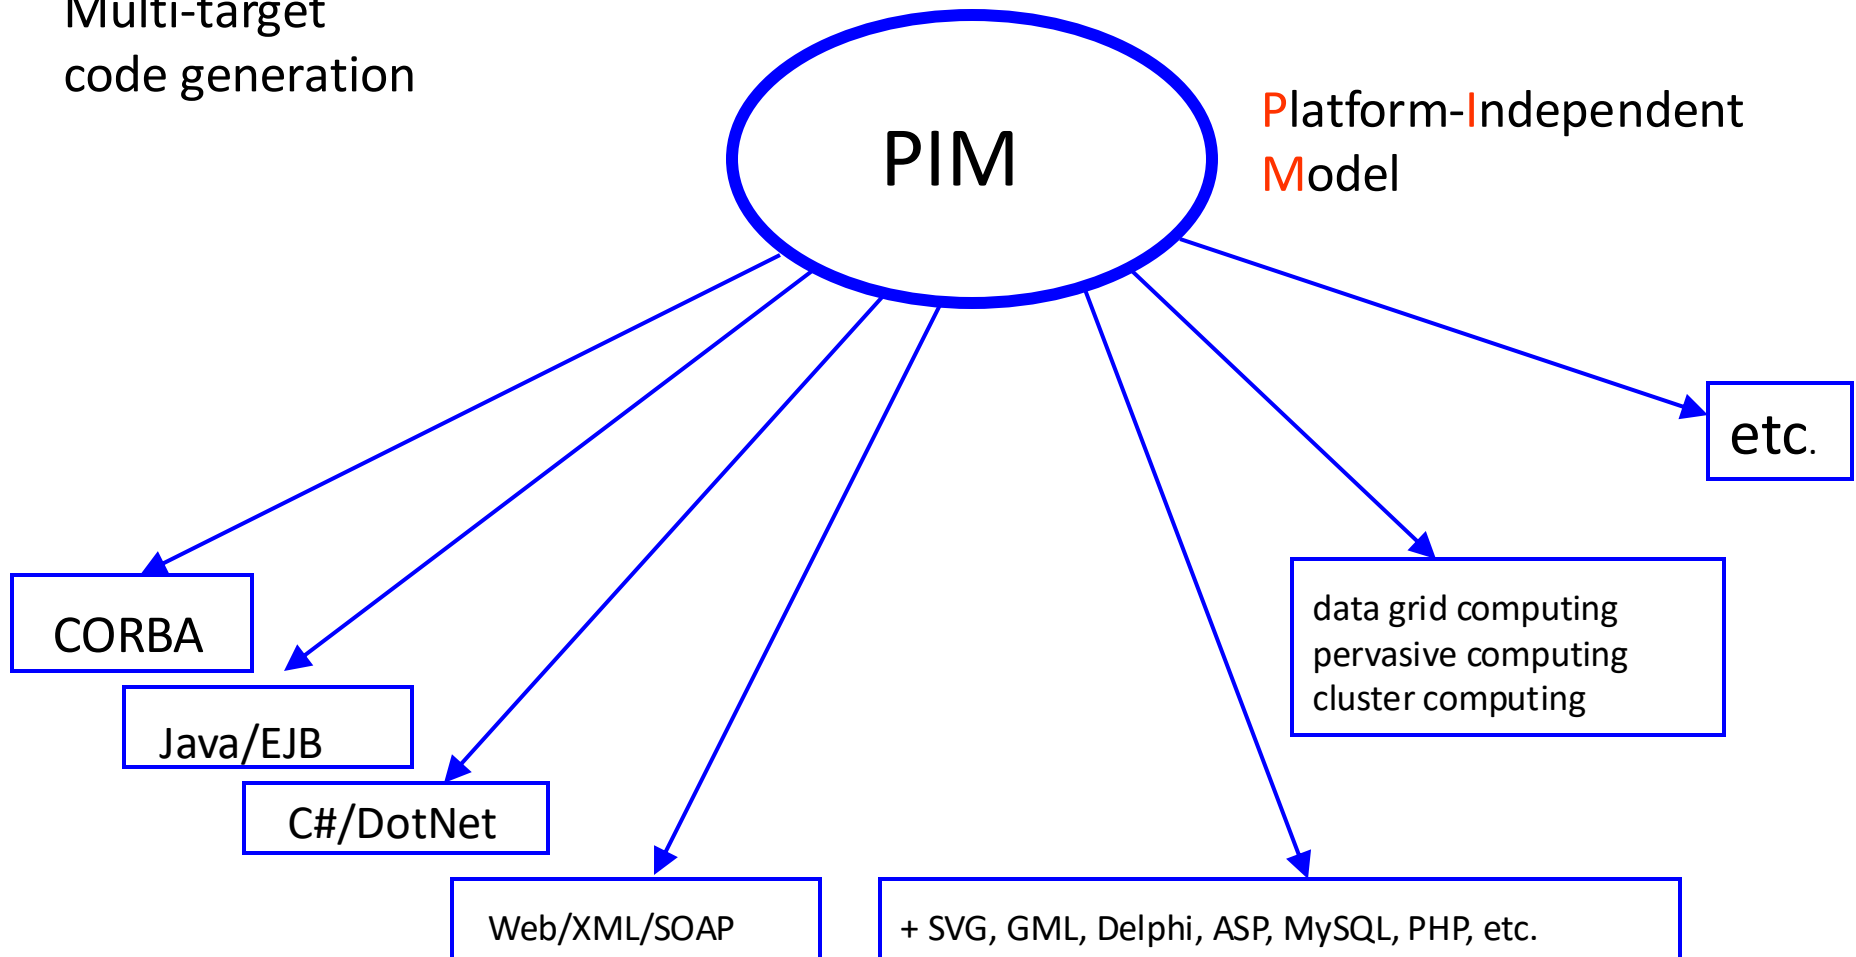 Multi-target
code generation
PIM
Platform-Independent
Model
etc.
CORBA
data grid computing
pervasive computing
cluster computing
Java/EJB
C#/DotNet
Web/XML/SOAP
+ SVG, GML, Delphi, ASP, MySQL, PHP, etc.